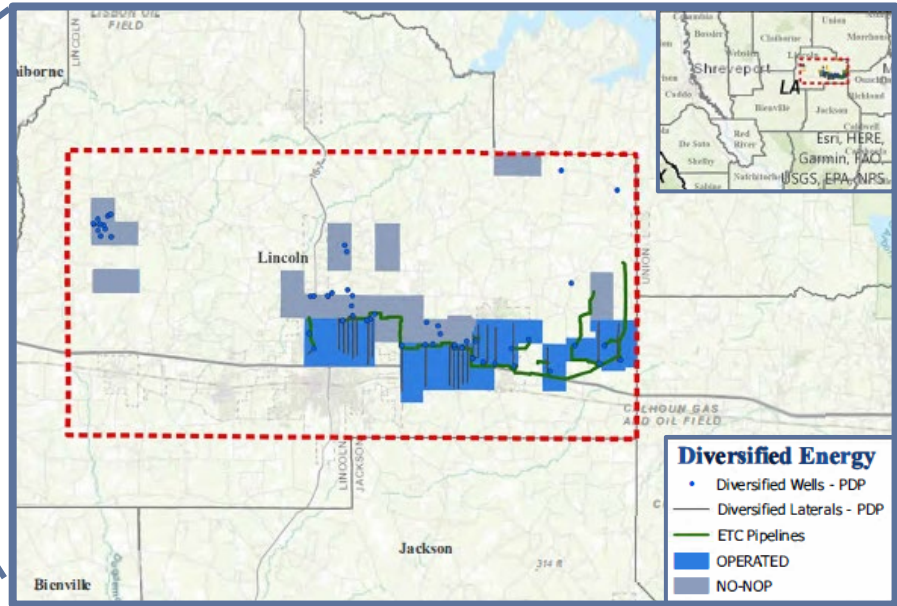 LISBON OIL
FIELD
LINCOLN
aiborne
Lincoln
UNION
CALHOUN GAS
AND OIL FIELD
LINCOLN
JACKSON
Jackson
314 ft
Bienville
Columbia
Union
Bossier
Claiborne
Morehouse
Webster
Lincoln
Shreveport
Ouachita
LA
Caddo
Richland
Bienville
Jackson
Caldwell
Red
River
De Soto
Esri, HERE,
Shelby
Garmin, FAO,
Natchitoches
USGS, EPA, NPS
Sabine
Diversified Energy
Diversified Wells - PDP
Diversified Laterals - PDP
ETC Pipelines
OPERATED
NO-NOP